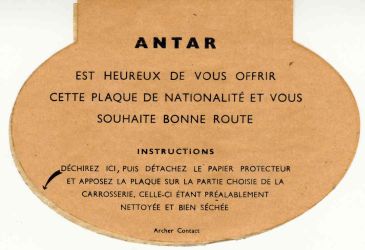 ANTAR
EST HEUREUX DE VOUS OFFRIR
CETTE PLAQUE DE NATIONALITÉ ET VOUS
SOUHAITE BONNE ROUTE
INSTRUCTIONS
DÉCHIREZ ICI, PUIS DÉTACHEZ LE PAPIER PROTECTEUR
ET APPOSEZ LA PLAQUE SUR LA PARTIE CHOISIE DE LA
CARROSSERIE, CELLE-CI ÉTANT PRÉALABLEMENT
NETTOYÉE ET BIEN SÉCHÉE
Archer Contact